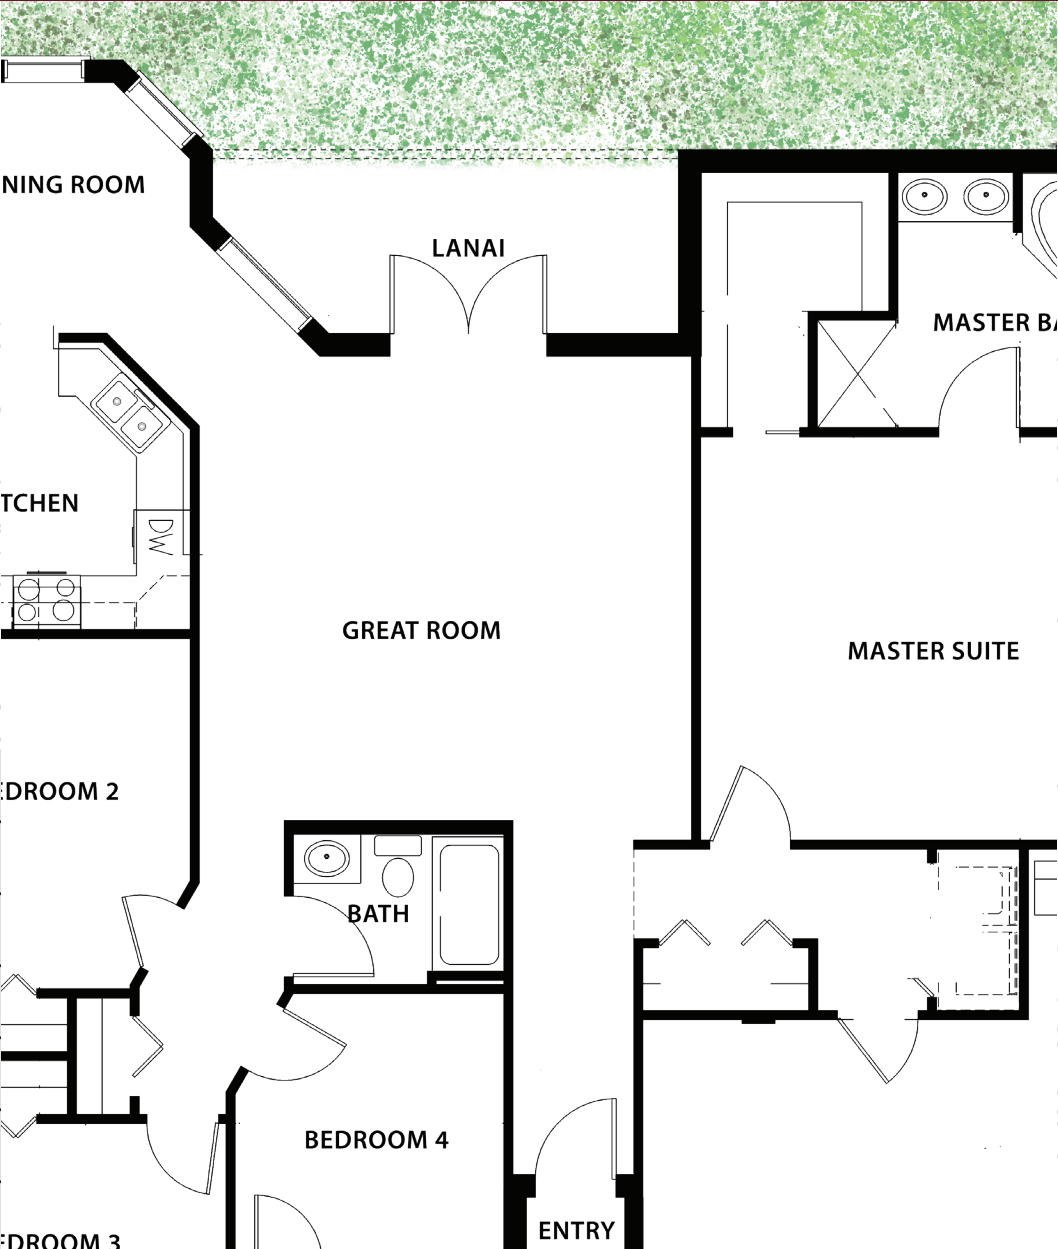 NING ROOM
LANAI
MASTER BA
TCHEN
DW
GREAT ROOM
MASTER SUITE
EDROOM 2
BATH
BEDROOM 4
ENTRY
EDROOM 3